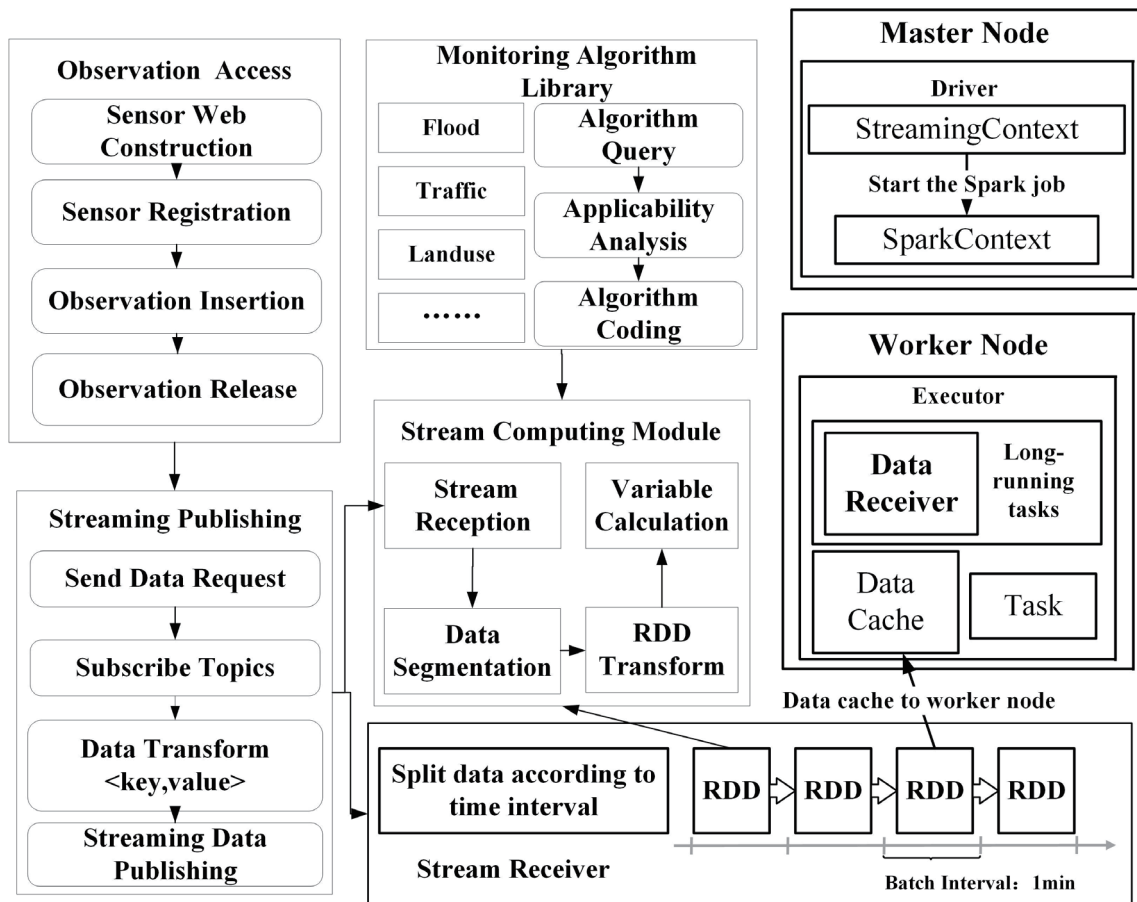 Observation Access
Sensor Web
Construction
Sensor Registration
Observation Insertion
Observation Release
Streaming Publishing
Send Data Request
Subscribe Topics
Data Transform
<key,value>
Streaming Data
Publishing
Monitoring Algorithm
Library
Flood
Traffic
Landuse
……
Algorithm
Query
Applicability
Analysis
Algorithm
Coding
Stream Computing Module
Stream
Reception
Variable
Calculation
Data
Segmentation
RDD
Transform
Master Node
Driver
StreamingContext
Start the Spark job
SparkContext
Worker Node
Executor
Data
Receiver
Long-
running
tasks
Data
Cache
Task
Data cache to worker node
Split data according to
time interval
RDD
RDD
RDD
RDD
Stream Receiver
Batch Interval：1min